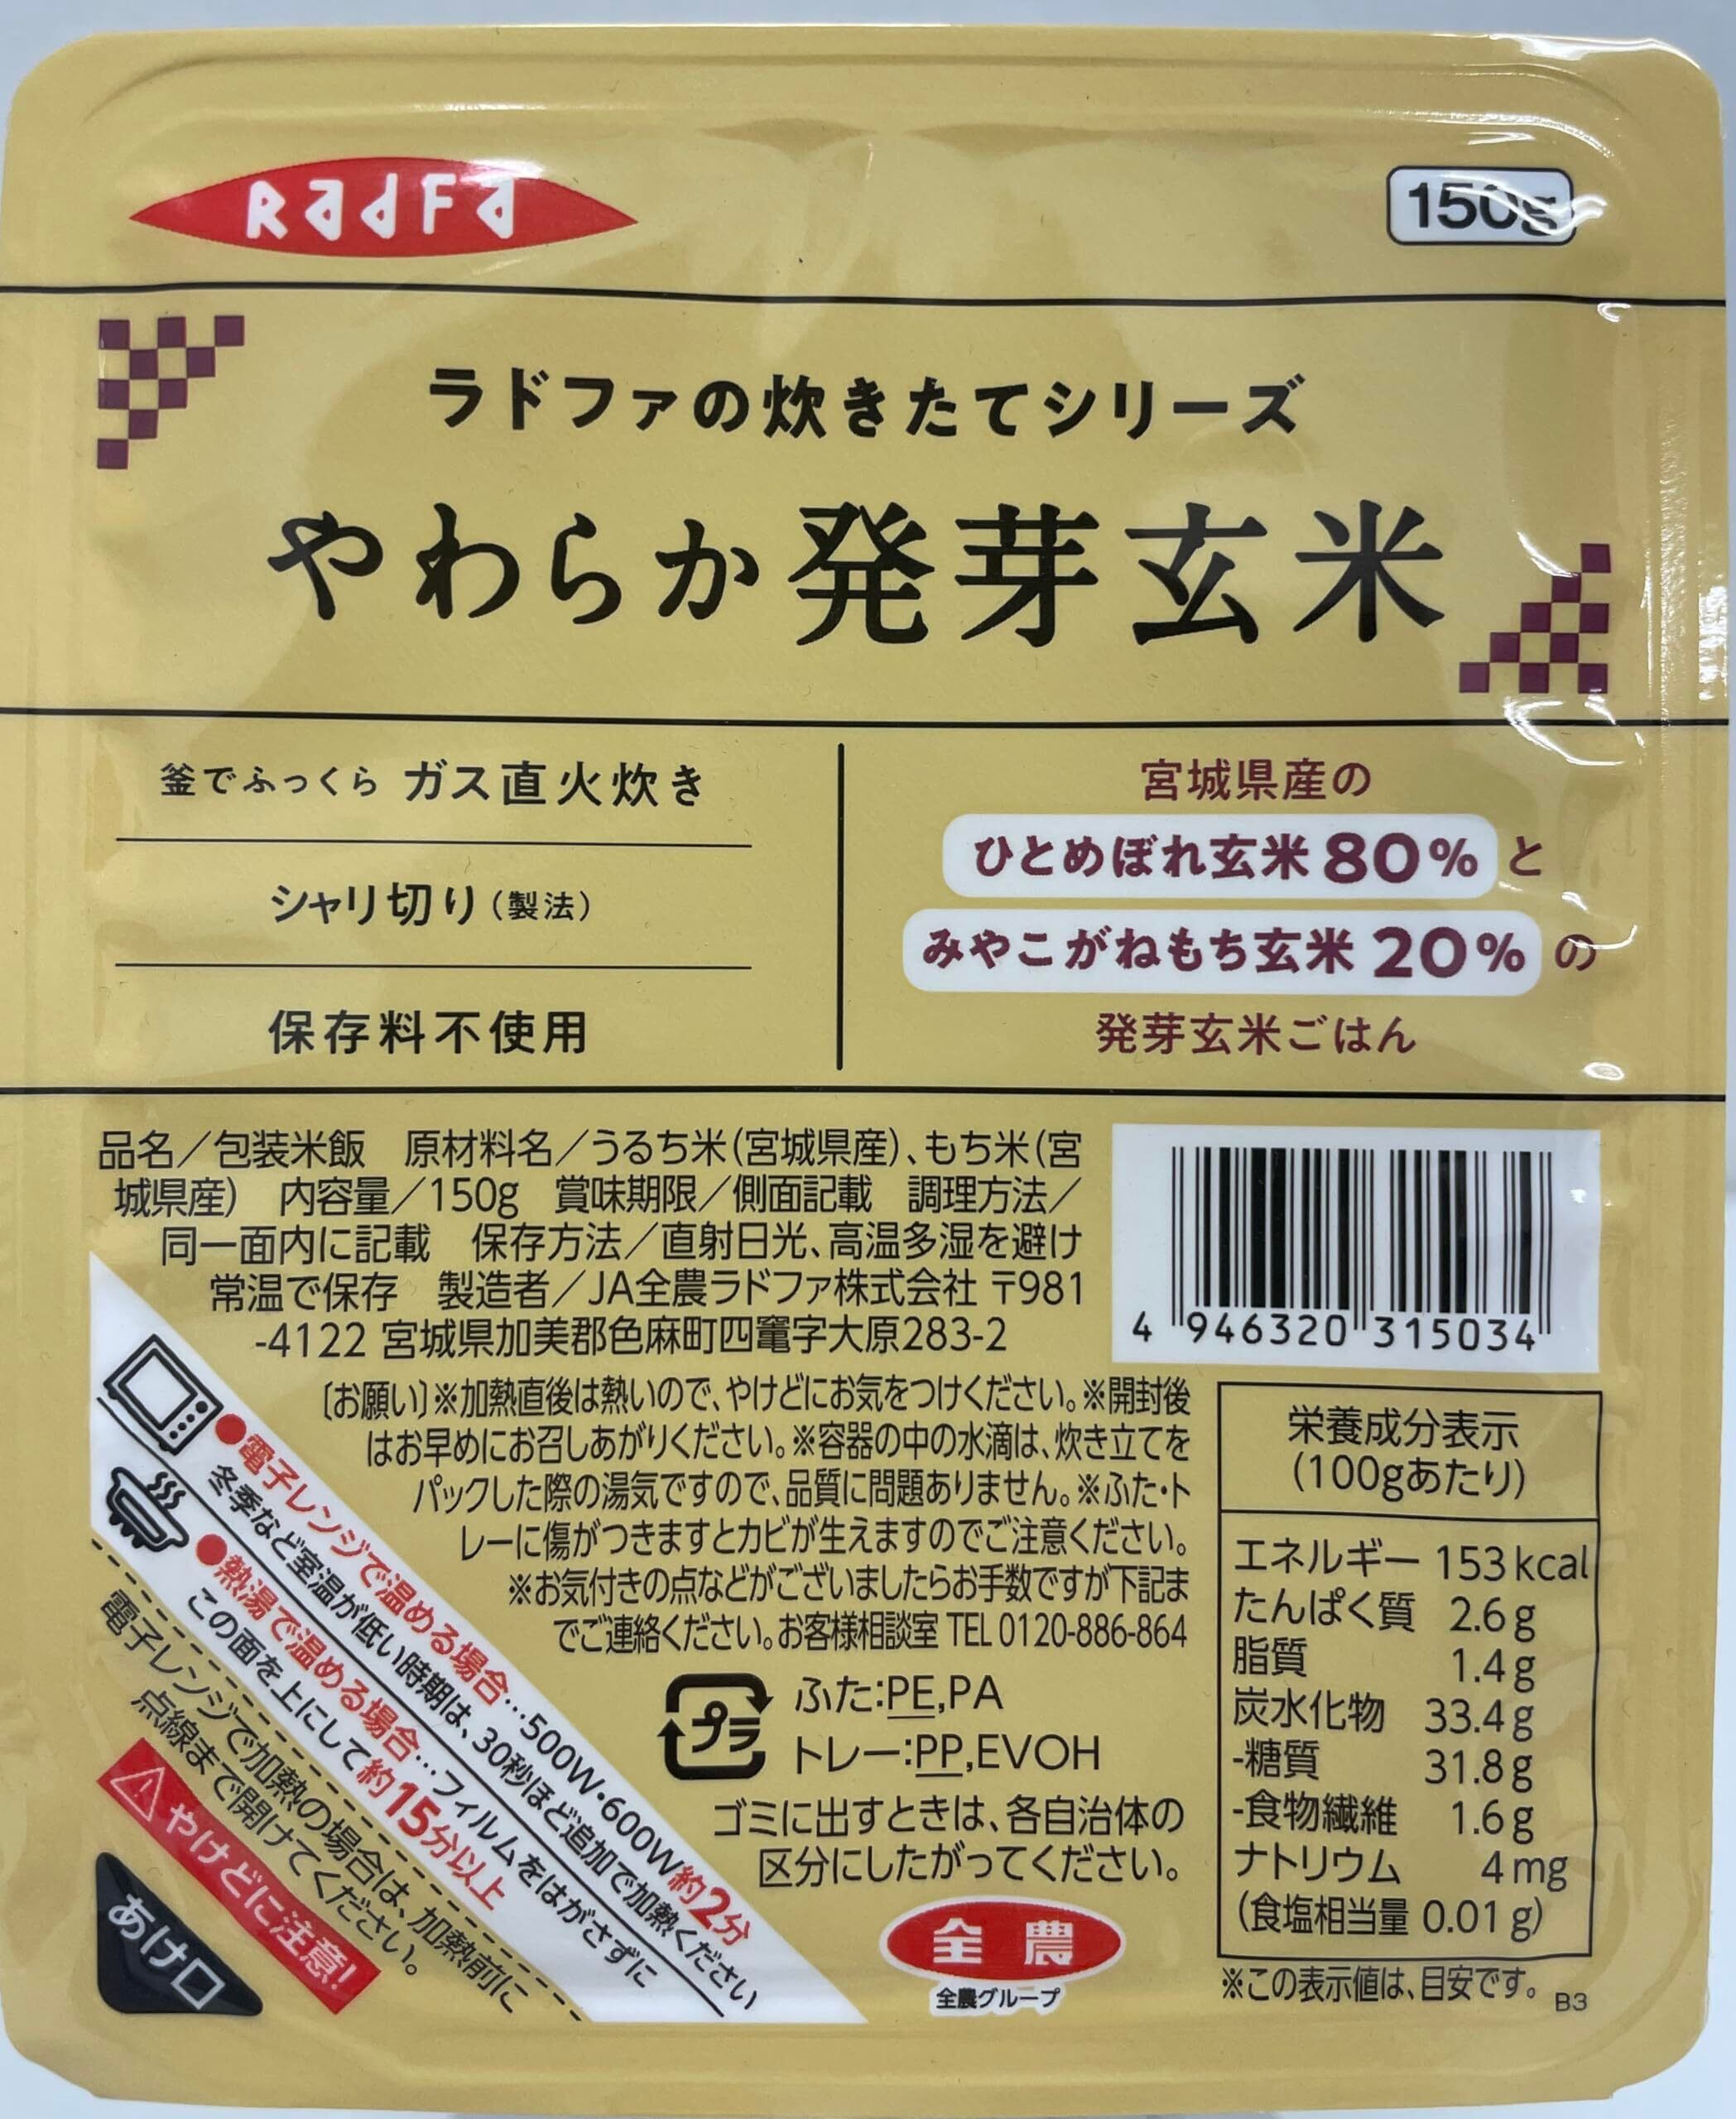 RadFa
150g
ラドファの炊きたてシリーズ
やわらか発芽玄米
釜でふっくら ガス直火炊き
シャリ切り(製法)
保存料不使用
宮城県産の
ひとめぼれ玄米80%と
みやこがねもち玄米20%の
発芽玄米ごはん
品名/包装米飯 原材料名/うるち米(宮城県産)、もち米(宮
城県産) 内容量/150g 賞味期限/側面記載 調理方法/
同一面内に記載 保存方法/直射日光、高温多湿を避け
常温で保存 製造者/JA全農ラドファ株式会社 〒981
-4122 宮城県加美郡色麻町四竈字大原283-2
4 946320 315034
〔お願い〕※加熱直後は熱いので、やけどにお気をつけください。※開封後
はお早めにお召しあがりください。※容器の中の水滴は、炊き立てを
パックした際の湯気ですので、品質に問題ありません。※ふた・ト
レーに傷がつきますとカビが生えますのでご注意ください。
※お気付きの点などがございましたらお手数ですが下記ま
でご連絡ください。お客様相談室 TEL 0120-886-864
●電子レンジで温める場合…500W・600W約2分
冬季など室温が低い時期は、30秒ほど追加で加熱ください
●熱湯で温める場合…フィルムをはがさずに
この面を上にして約15分以上
電子レンジで加熱の場合は、加熱前に
点線まで開けてください。
やけどに注意!
あけ口
プラ
ふた:PE,PA
トレー:PP,EVOH
ゴミに出すときは、各自治体の
区分にしたがってください。
全農
全農グループ
栄養成分表示
(100gあたり)
エネルギー 153kcal
たんぱく質 2.6g
脂質 1.4g
炭水化物 33.4g
-糖質 31.8g
-食物繊維 1.6g
ナトリウム 4mg
(食塩相当量 0.01g)
※この表示値は、目安です。
B3